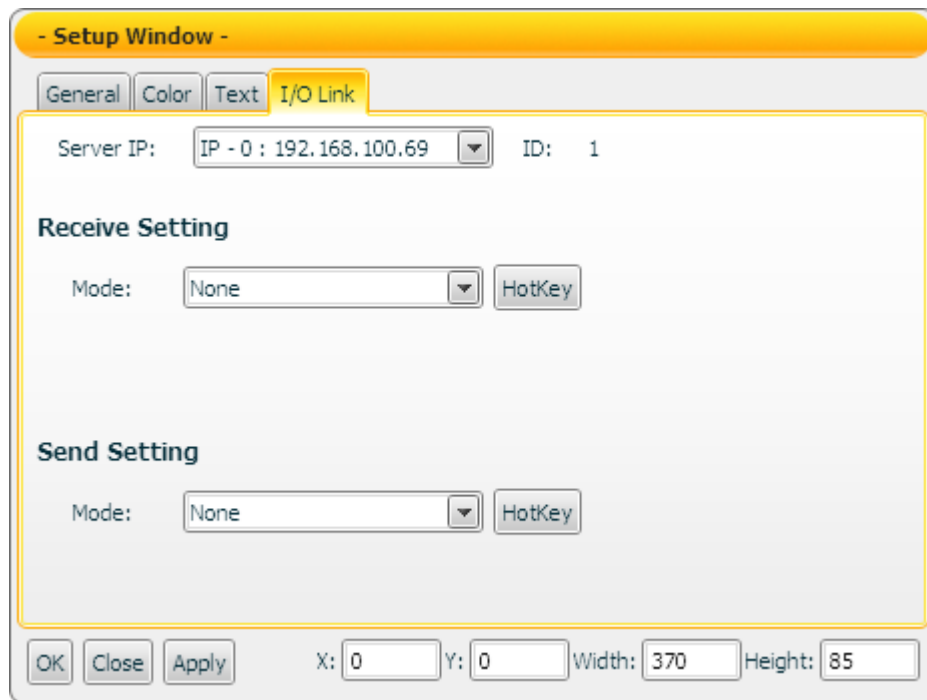 - Setup Window -
General Color Text I/O Link
Server IP: IP - 0 : 192.168.100.69 ID: 1
Receive Setting
Mode: None HotKey
Send Setting
Mode: None HotKey
OK Close Apply X: 0 Y: 0 Width: 370 Height: 85